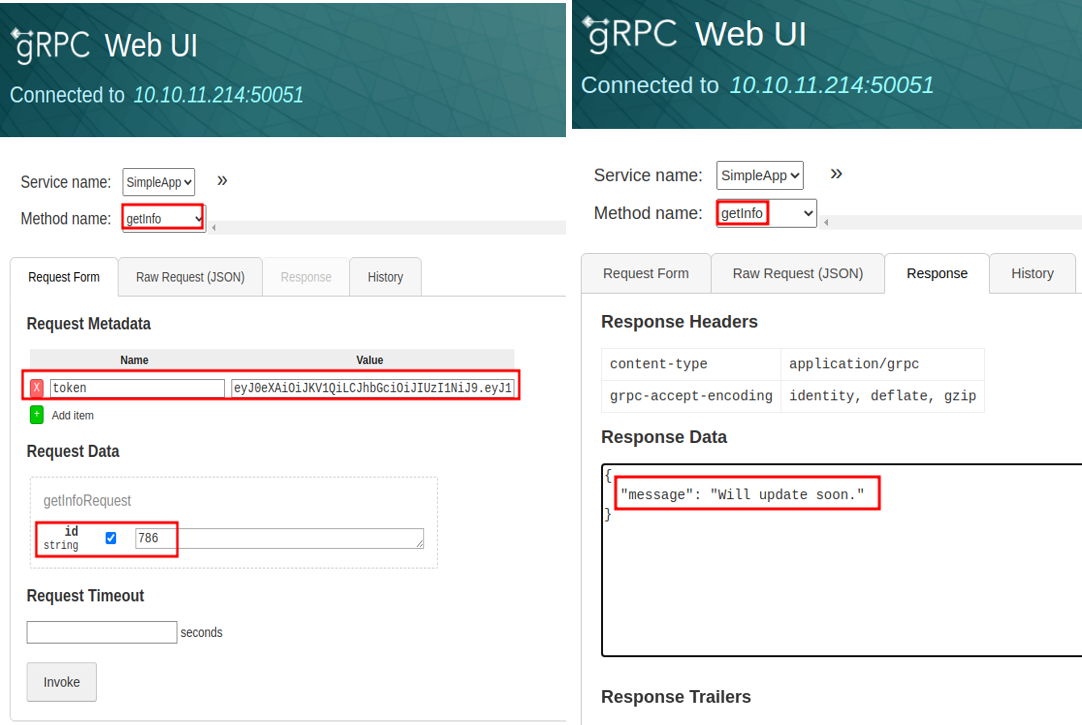 gRPC Web UI
Connected to 10.10.11.214:50051
Service name: SimpleApp »
Method name: getInfo
Request Form Raw Request (JSON) Response History
Request Metadata
Name Value
X token eyJ0eXAiOiJKV1QiLCJhbGciOiJIUzI1NiJ9.eyJ1
+ Add item
Request Data
getInfoRequest
id
string
786
Request Timeout
seconds
Invoke
gRPC Web UI
Connected to 10.10.11.214:50051
Service name: SimpleApp »
Method name: getInfo
Request Form Raw Request (JSON) Response History
Response Headers
content-type application/grpc
grpc-accept-encoding identity, deflate, gzip
Response Data
{
"message": "Will update soon."
}
Response Trailers